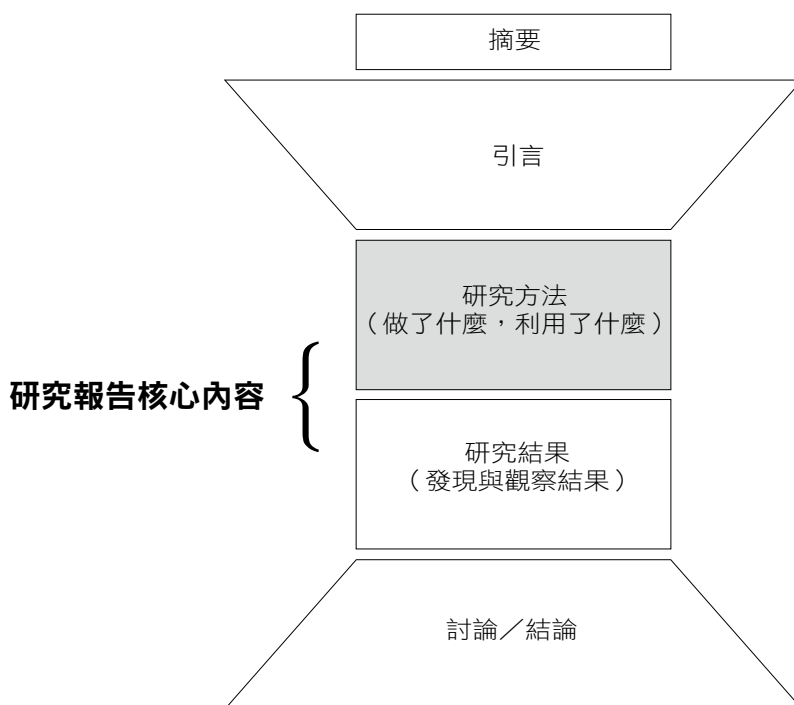 摘要
引言
研究方法
（做了什麼，利用了什麼）
研究報告核心內容
研究結果
（發現與觀察結果）
討論／結論